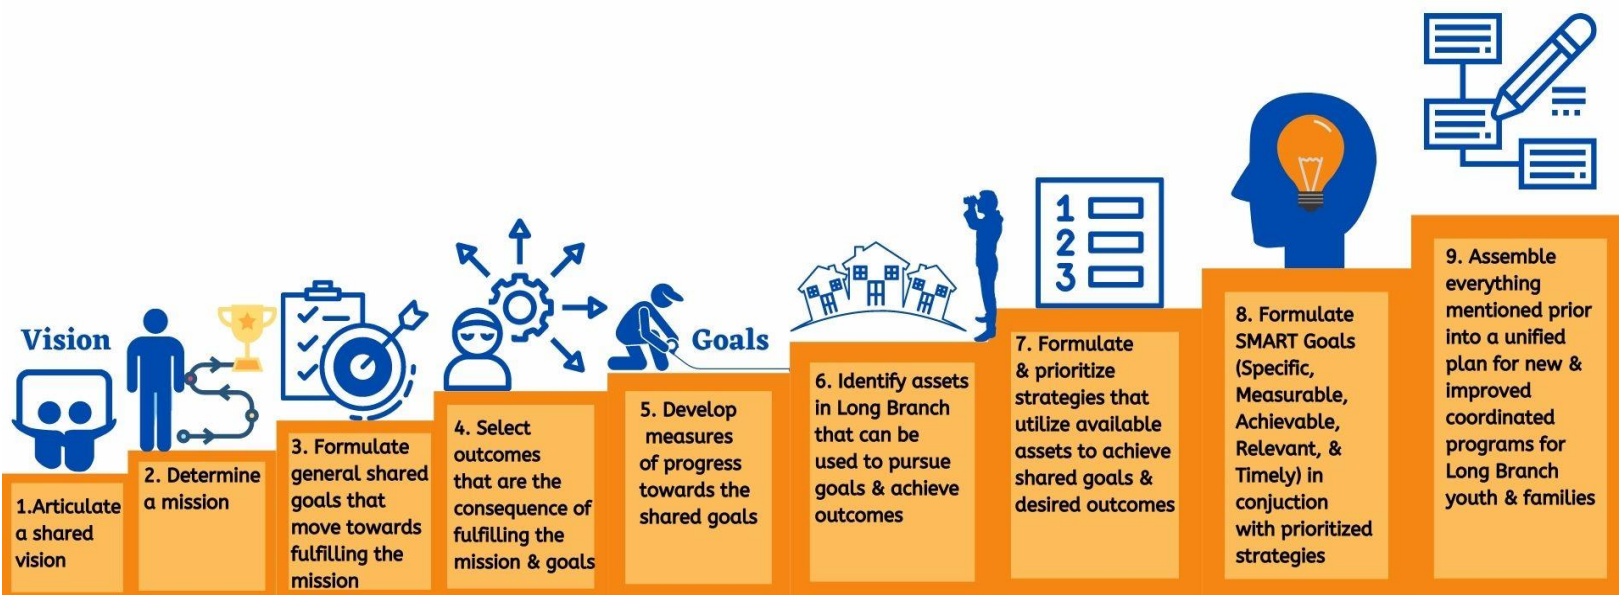 Vision
1.Articulate
a shared
vision
2. Determine
a mission
3. Formulate
general shared
goals that
move towards
fulfilling the
mission
4. Select
outcomes
that are the
consequence of
fulfilling the
mission & goals
Goals
5. Develop
measures
of progress
towards the
shared goals
6. Identify assets
in Long Branch
that can be
used to pursue
goals & achieve
outcomes
1
2
3
7. Formulate
& prioritize
strategies that
utilize available
assets to achieve
shared goals &
desired outcomes
8. Formulate
SMART Goals
(Specific,
Measurable,
Achievable,
Relevant, &
Timely) in
conjuction
with prioritized
strategies
9. Assemble
everything
mentioned prior
into a unified
plan for new &
improved
coordinated
programs for
Long Branch
youth & families